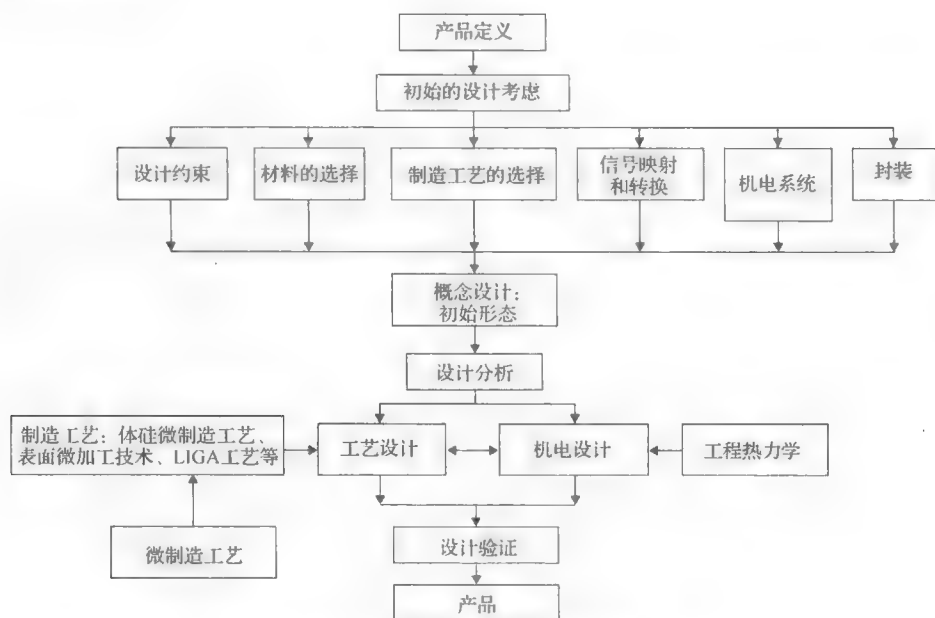 产品定义
初始的设计考虑
设计约束
材料的选择
制造工艺的选择
信号映射
和转换
机电系统
封装
概念设计：
初始形态
设计分析
制造工艺：体硅微制造工艺、
表面微加工技术、LIGA工艺等
工艺设计
机电设计
工程热力学
微制造工艺
设计验证
产品